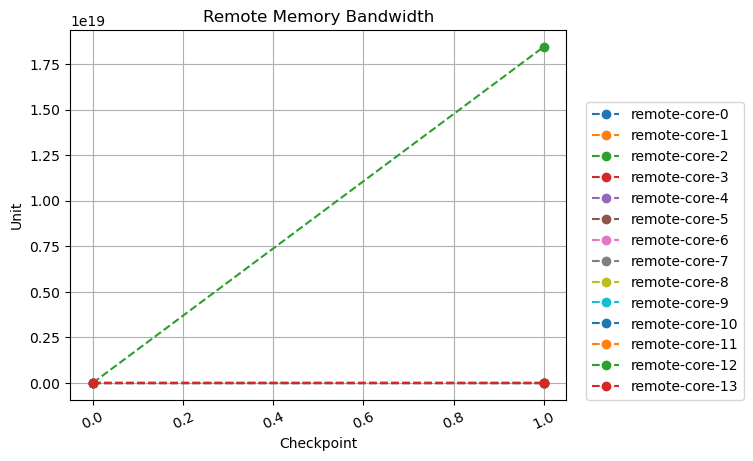 Remote Memory Bandwidth
1e19
1.75
1.50
1.25
1.00
0.75
0.50
0.25
0.00
Unit
0.0
0.2
0.4
0.6
0.8
1.0
Checkpoint
remote-core-0
remote-core-1
remote-core-2
remote-core-3
remote-core-4
remote-core-5
remote-core-6
remote-core-7
remote-core-8
remote-core-9
remote-core-10
remote-core-11
remote-core-12
remote-core-13